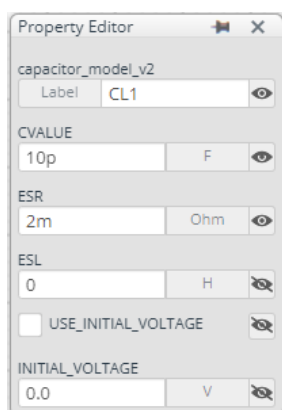 Property Editor
capacitor_model_v2
Label CL1
CVALUE
10p F
ESR
2m Ohm
ESL
0 H
USE_INITIAL_VOLTAGE
INITIAL_VOLTAGE
0.0 V